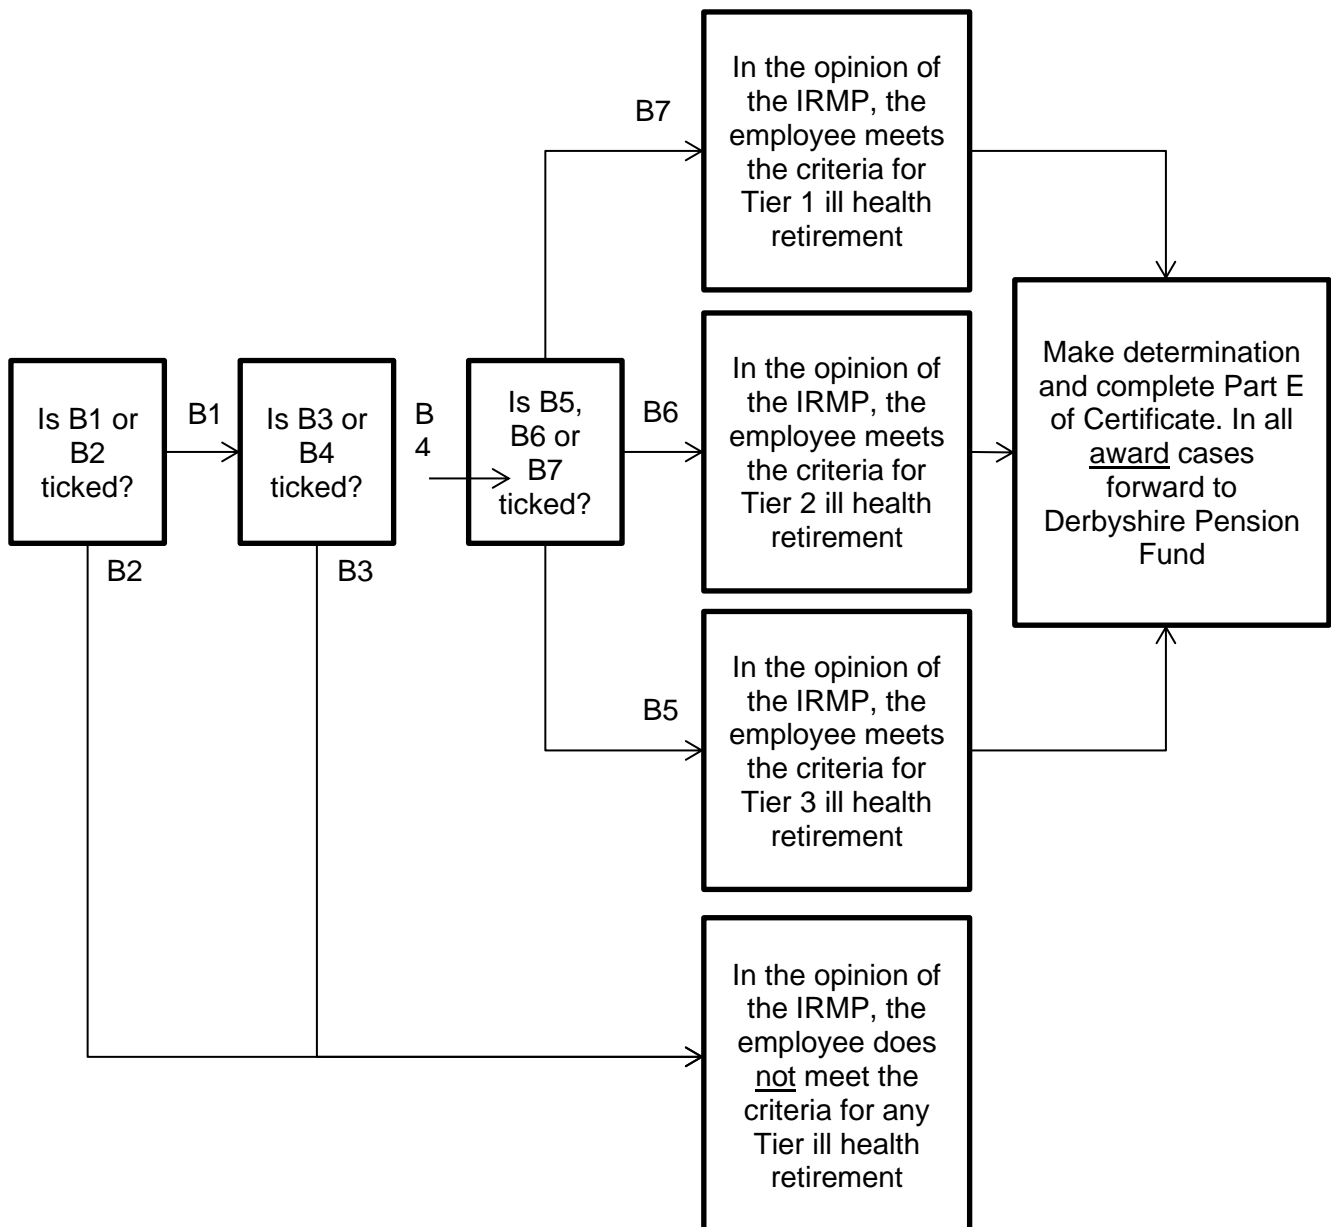 Is B1 or
B2
ticked?
B1
B2
Is B3 or
B4
ticked?
B
4
B3
Is B5,
B6 or
B7
ticked?
B7
In the opinion of
the IRMP, the
employee meets
the criteria for
Tier 1 ill health
retirement
B6
In the opinion of
the IRMP, the
employee meets
the criteria for
Tier 2 ill health
retirement
B5
In the opinion of
the IRMP, the
employee meets
the criteria for
Tier 3 ill health
retirement
In the opinion of
the IRMP, the
employee does
not meet the
criteria for any
Tier ill health
retirement
Make determination
and complete Part E
of Certificate. In all
award cases
forward to
Derbyshire Pension
Fund